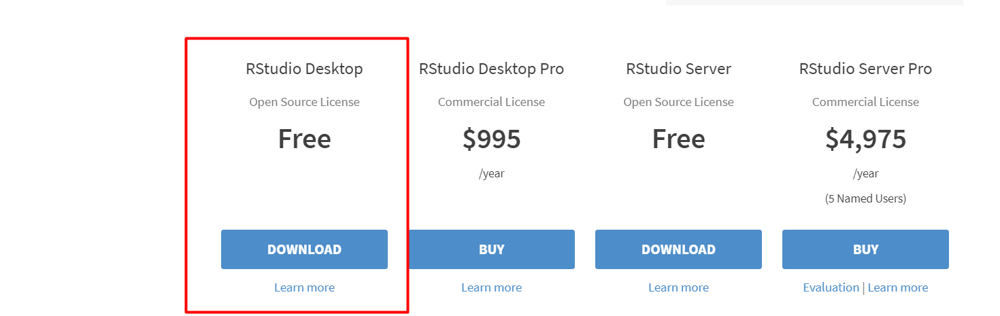 RStudio Desktop
Open Source License
Free
DOWNLOAD
Learn more
RStudio Desktop Pro
Commercial License
$995
/year
BUY
Learn more
RStudio Server
Open Source License
Free
DOWNLOAD
Learn more
RStudio Server Pro
Commercial License
$4,975
/year
(5 Named Users)
BUY
Evaluation | Learn more